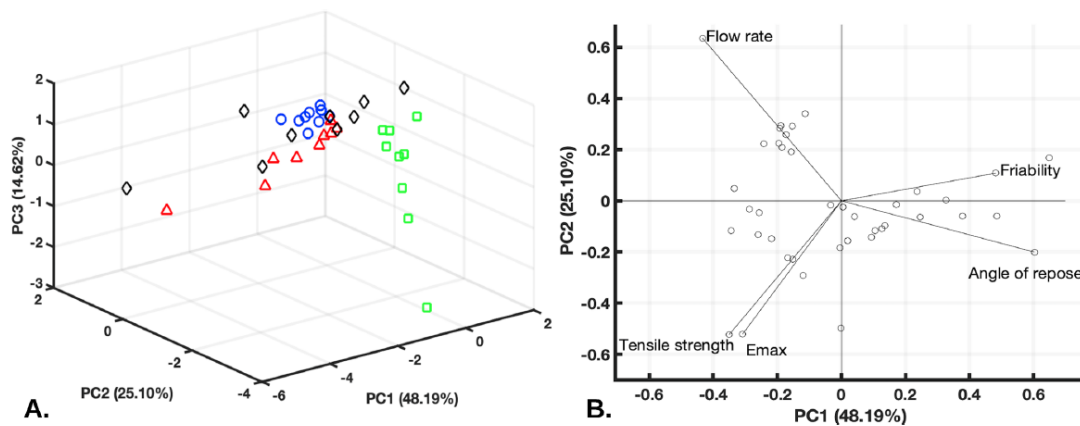 2
1
0
-1
-2
-3
PC3 (14.62%)
2
0
-2
-4
PC2 (25.10%)
-6
-4
-2
0
2
PC1 (48.19%)
A.
0.6
0.4
0.2
0
-0.2
-0.4
-0.6
PC2 (25.10%)
Flow rate
Friability
Angle of repose
Tensile strength
Emax
-0.6
-0.4
-0.2
0
0.2
0.4
0.6
PC1 (48.19%)
B.